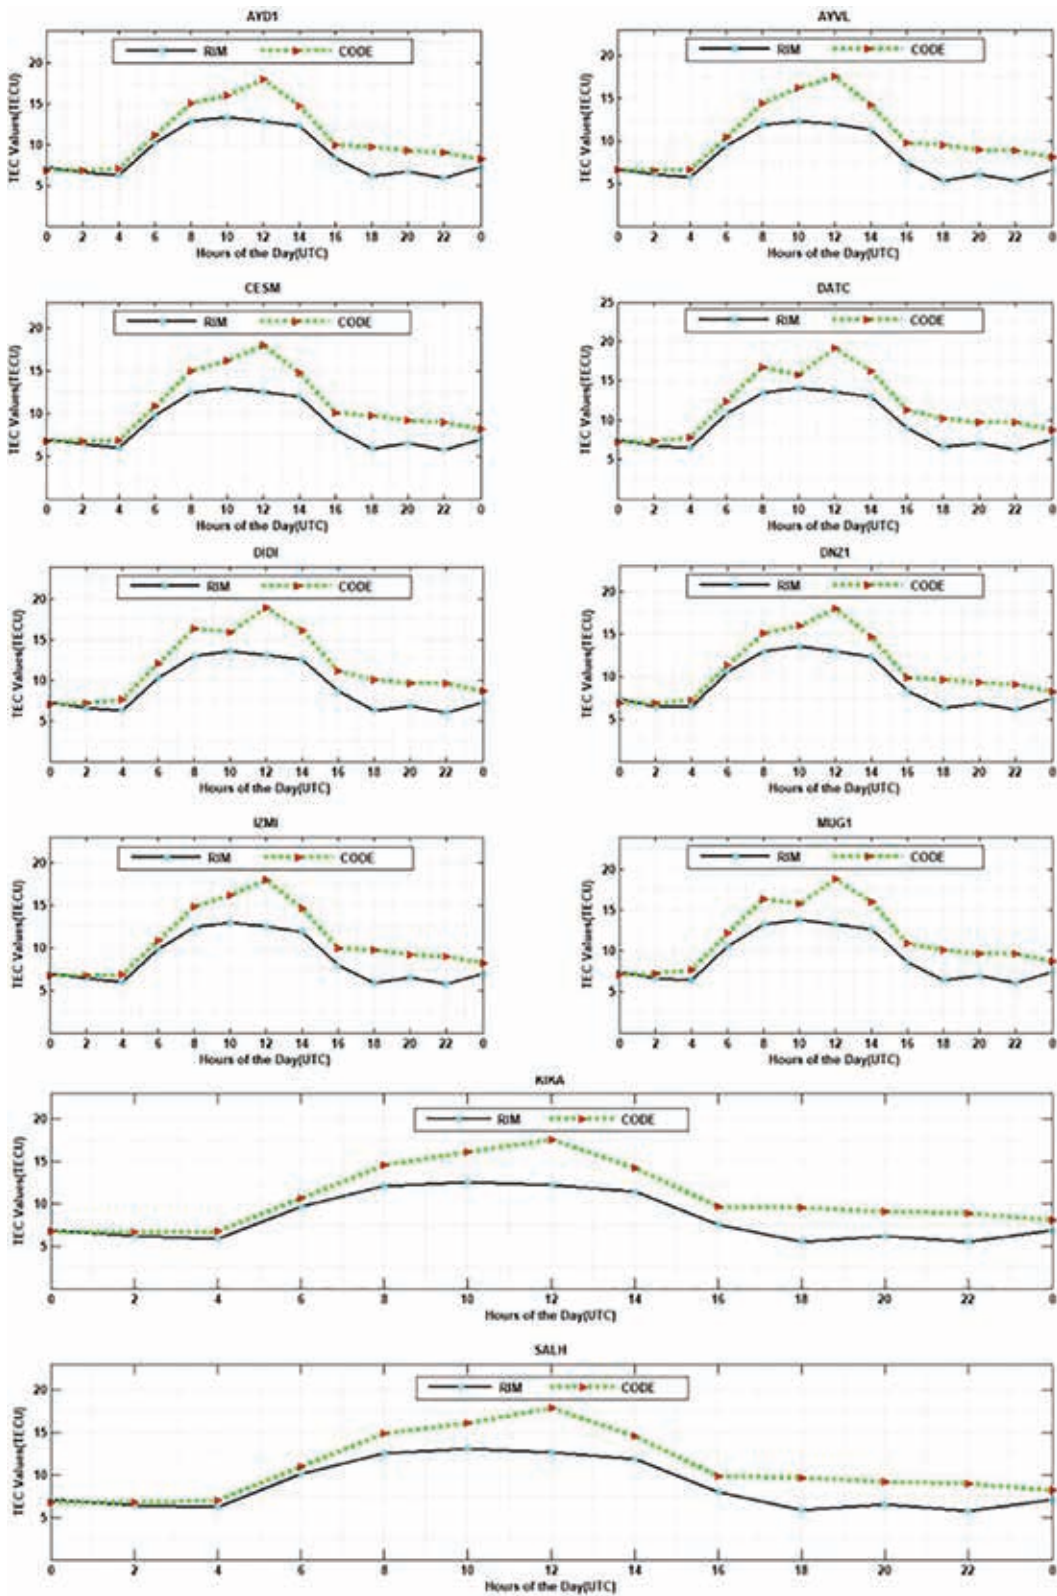 AYD1
RIM CODE
TEC Values(TECU)
20
15
10
5
0 2 4 6 8 10 12 14 16 18 20 22 0
Hours of the Day(UTC)
AYVL
RIM CODE
TEC Values(TECU)
20
15
10
5
0 2 4 6 8 10 12 14 16 18 20 22 0
Hours of the Day(UTC)
CESM
RIM CODE
TEC Values(TECU)
20
15
10
5
0 2 4 6 8 10 12 14 16 18 20 22 0
Hours of the Day(UTC)
DATC
RIM CODE
TEC Values(TECU)
25
20
15
10
5
0 2 4 6 8 10 12 14 16 18 20 22 0
Hours of the Day(UTC)
DIDI
RIM CODE
TEC Values(TECU)
20
15
10
5
0 2 4 6 8 10 12 14 16 18 20 22 0
Hours of the Day(UTC)
DNZ1
RIM CODE
TEC Values(TECU)
20
15
10
5
0 2 4 6 8 10 12 14 16 18 20 22 0
Hours of the Day(UTC)
IZMI
RIM CODE
TEC Values(TECU)
20
15
10
5
0 2 4 6 8 10 12 14 16 18 20 22 0
Hours of the Day(UTC)
MUG1
RIM CODE
TEC Values(TECU)
20
15
10
5
0 2 4 6 8 10 12 14 16 18 20 22 0
Hours of the Day(UTC)
KIKA
RIM CODE
TEC Values(TECU)
20
15
10
5
0 2 4 6 8 10 12 14 16 18 20 22 0
Hours of the Day(UTC)
SALH
RIM CODE
TEC Values(TECU)
20
15
10
5
0 2 4 6 8 10 12 14 16 18 20 22 0
Hours of the Day(UTC)